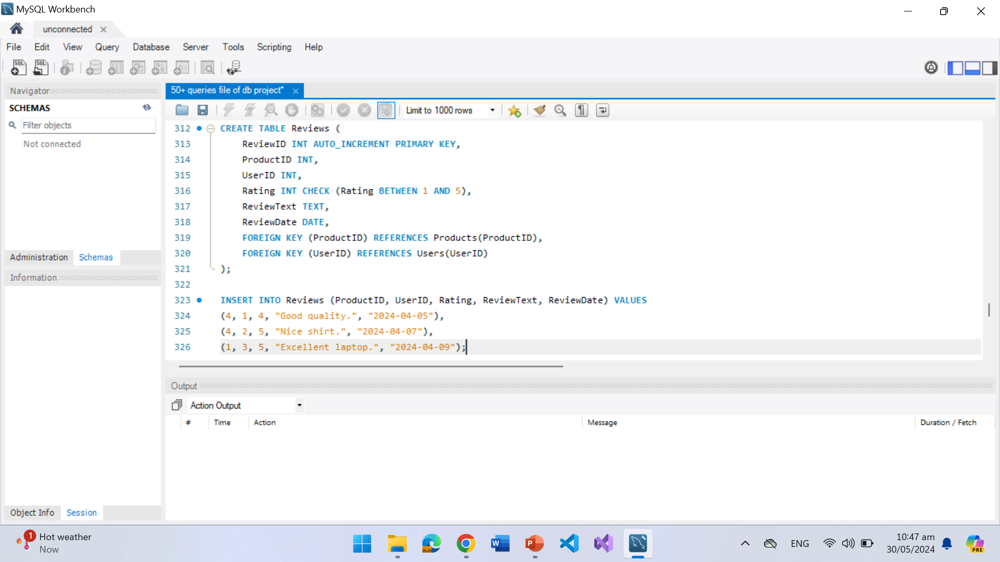 MySQL Workbench
unconnected
File Edit View Query Database Server Tools Scripting Help
Navigator
SCHEMAS
Filter objects
Not connected
Administration Schemas
Information
Object Info Session
50+ queries file of db project*
Limit to 1000 rows
312 CREATE TABLE Reviews (
313 ReviewID INT AUTO_INCREMENT PRIMARY KEY,
314 ProductID INT,
315 UserID INT,
316 Rating INT CHECK (Rating BETWEEN 1 AND 5),
317 ReviewText TEXT,
318 ReviewDate DATE,
319 FOREIGN KEY (ProductID) REFERENCES Products(ProductID),
320 FOREIGN KEY (UserID) REFERENCES Users(UserID)
321 );
322
323 INSERT INTO Reviews (ProductID, UserID, Rating, ReviewText, ReviewDate) VALUES
324 (4, 1, 4, "Good quality.", "2024-04-05"),
325 (4, 2, 5, "Nice shirt.", "2024-04-07"),
326 (1, 3, 5, "Excellent laptop.", "2024-04-09");
Output
Action Output
# Time Action Message Duration / Fetch
1 Hot weather
Now
ENG
10:47 am
30/05/2024
PRE